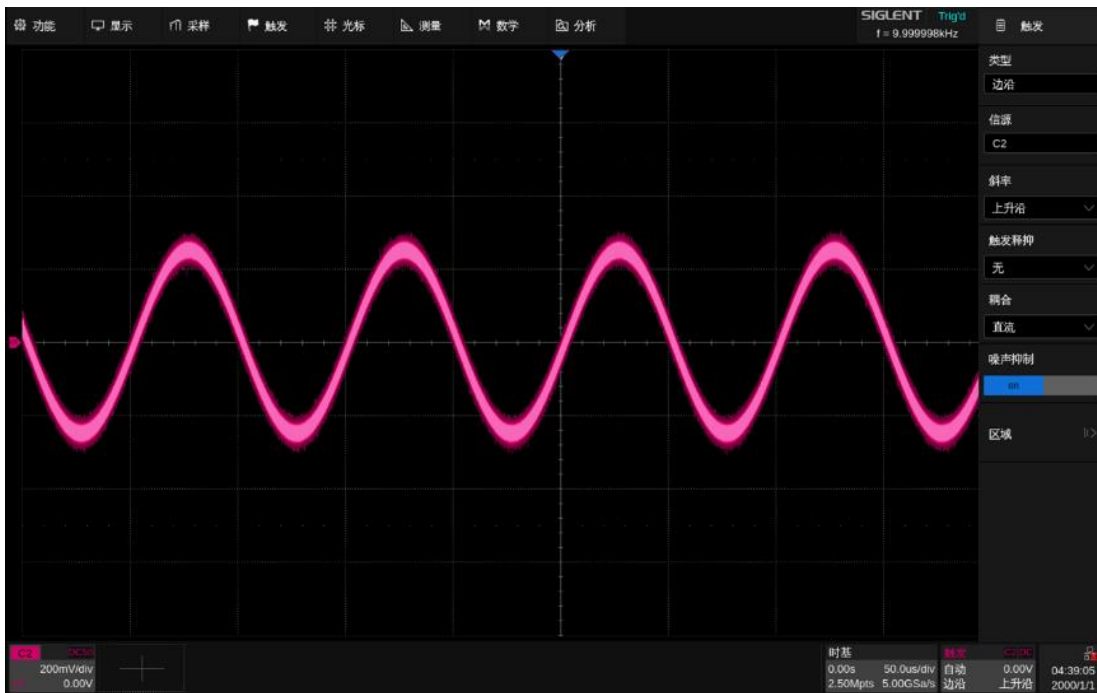 功能 显示 采样 触发 光标 测量 数学 分析
SIGLENT Trig'd
f = 9.999998kHz
触发
类型
边沿
信源
C2
斜率
上升沿
触发释抑
无
耦合
直流
噪声抑制
on
区域
C2 DC50
200mV/div
0.00V
时基
0.00s 50.0us/div
2.50Mpts 5.00GSa/s
触发 C2 DC
自动 0.00V
边沿 上升沿
04:39:05
2000/1/1